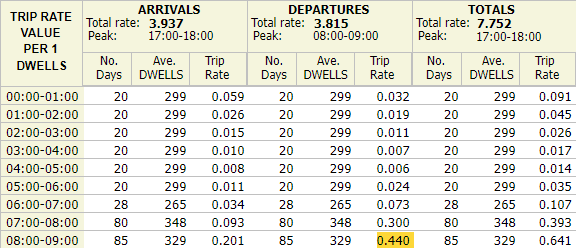 TRIP RATE VALUE PER 1 DWELLS ARRIVALS DEPARTURES TOTALS
Total rate: 3.937 Total rate: 3.815 Total rate: 7.752
Peak: 17:00-18:00 Peak: 08:00-09:00 Peak: 17:00-18:00
No. Days Ave. DWELLS Trip Rate No. Days Ave. DWELLS Trip Rate No. Days Ave. DWELLS Trip Rate
00:00-01:00 20 299 0.059 20 299 0.032 20 299 0.091
01:00-02:00 20 299 0.026 20 299 0.019 20 299 0.045
02:00-03:00 20 299 0.015 20 299 0.011 20 299 0.026
03:00-04:00 20 299 0.010 20 299 0.007 20 299 0.017
04:00-05:00 20 299 0.008 20 299 0.006 20 299 0.014
05:00-06:00 20 299 0.011 20 299 0.024 20 299 0.035
06:00-07:00 28 265 0.034 28 265 0.073 28 265 0.107
07:00-08:00 80 348 0.093 80 348 0.300 80 348 0.393
08:00-09:00 85 329 0.201 85 329 0.440 85 329 0.641